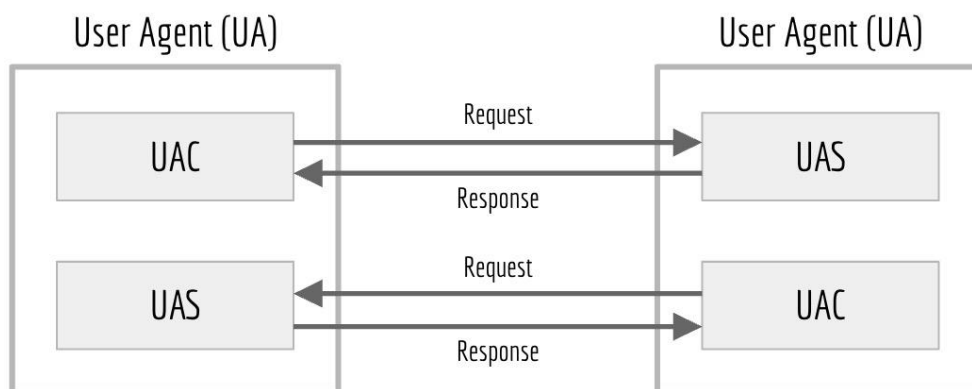 User Agent (UA)
User Agent (UA)
UAC
Request
UAS
Response
UAS
Request
UAC
Response